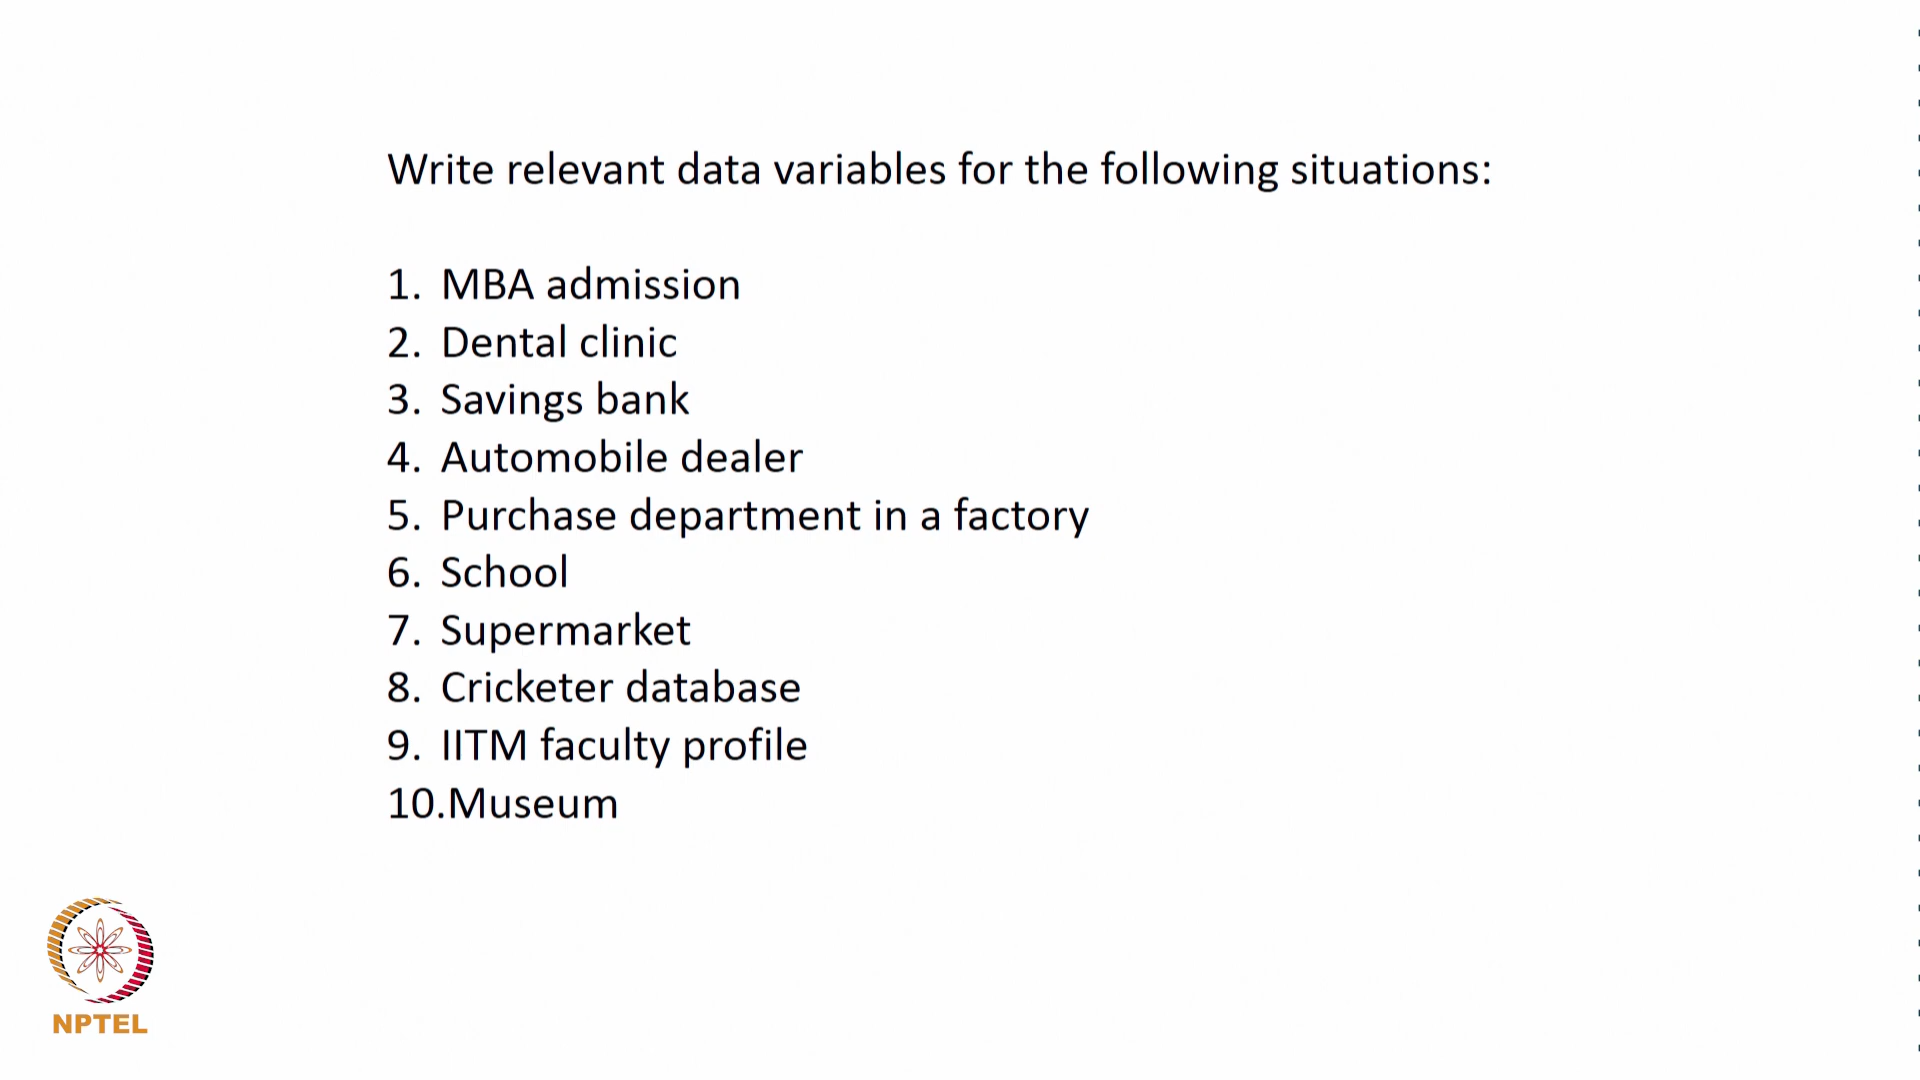 Write relevant data variables for the following situations:
1. MBA admission
2. Dental clinic
3. Savings bank
4. Automobile dealer
5. Purchase department in a factory
6. School
7. Supermarket
8. Cricketer database
9. IITM faculty profile
10.Museum
NPTEL